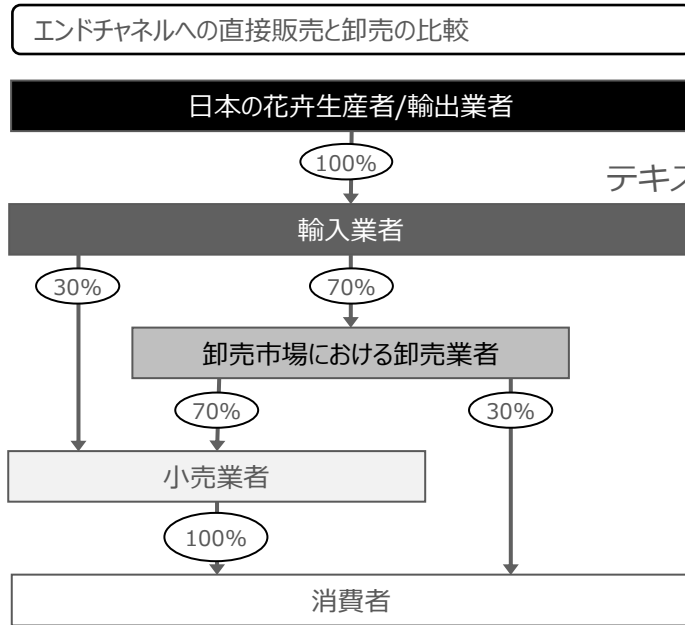 エンドチャネルへの直接販売と卸売の比較
日本の花卉生産者/輸出業者
100%
テキス
輸入業者
30%
70%
卸売市場における卸売業者
70%
30%
小売業者
100%
消費者